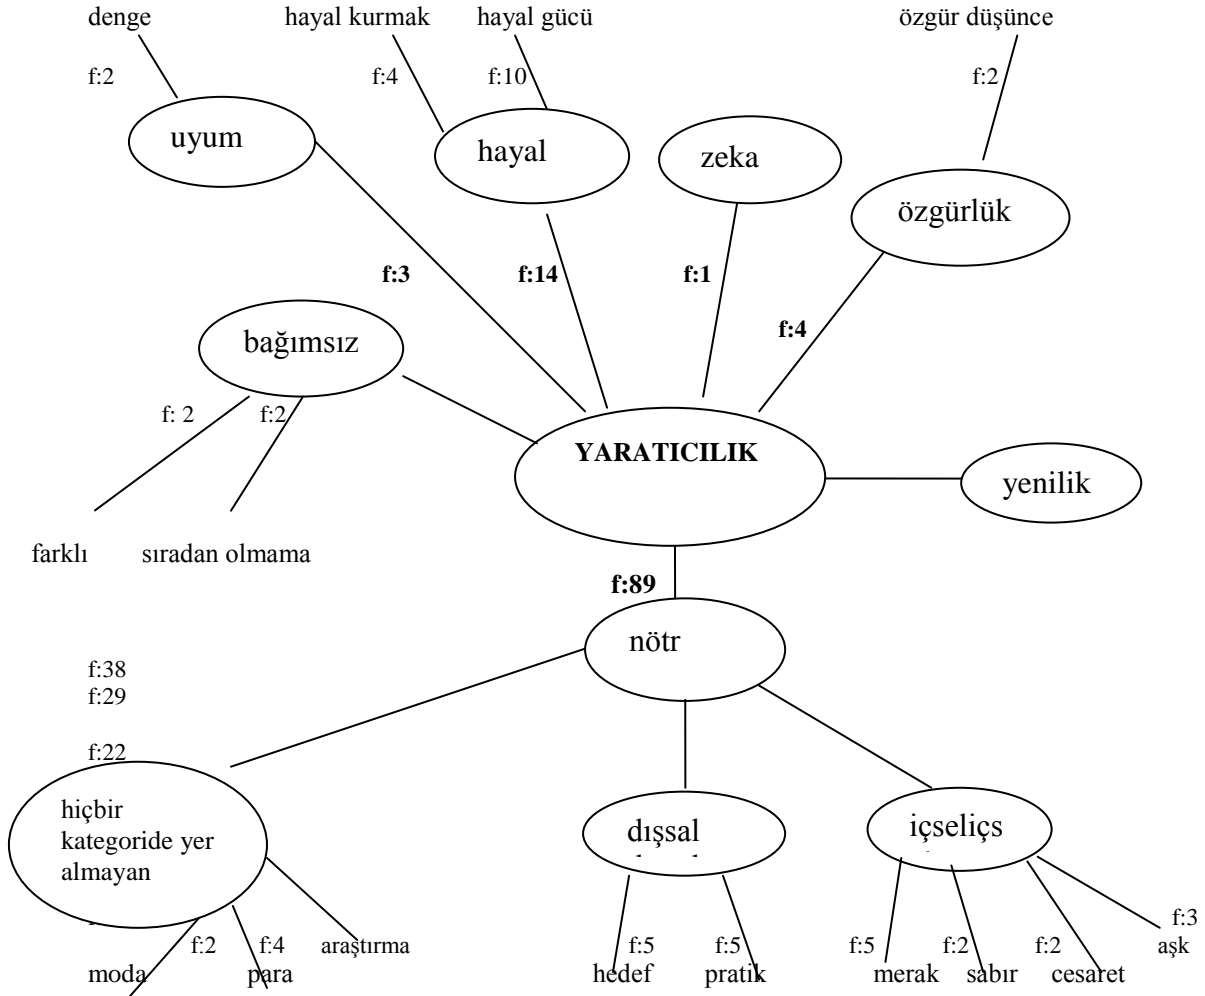 denge
hayal kurmak
hayal gücü
özgür düşünce
f:2
f:4
f:10
f:2
uyum
hayal
zeka
özgürlük
f:3
f:14
f:1
f:4
bağımsız
f: 2
f:2
YARATICILIK
yenilik
farklı
sıradan olmama
f:89
nötr
f:38
f:29
f:22
hiçbir
kategoride yer
almayan
dışsal
içseliçs
f:2
f:4
araştırma
f:5
f:5
f:5
f:2
f:2
f:3
aşk
moda
para
hedef
pratik
merak
sabır
cesaret